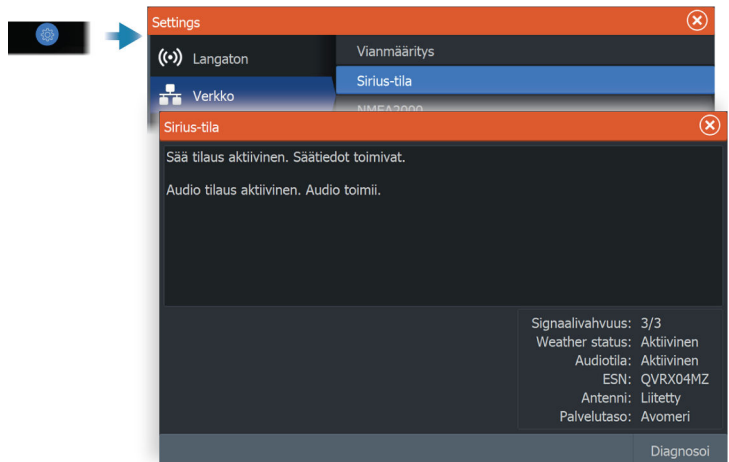 Settings
Langaton
Vianmääritys
Verkko
Sirius-tila
NMEA2000
Sirius-tila
Sää tilaus aktiivinen. Säätiedot toimivat.
Audio tilaus aktiivinen. Audio toimii.
Signaalivahvuus: 3/3
Weather status: Aktiivinen
Audiotila: Aktiivinen
ESN: QVRX04MZ
Antenni: Liitetty
Palvelutaso: Avomeri
Diagnosoi